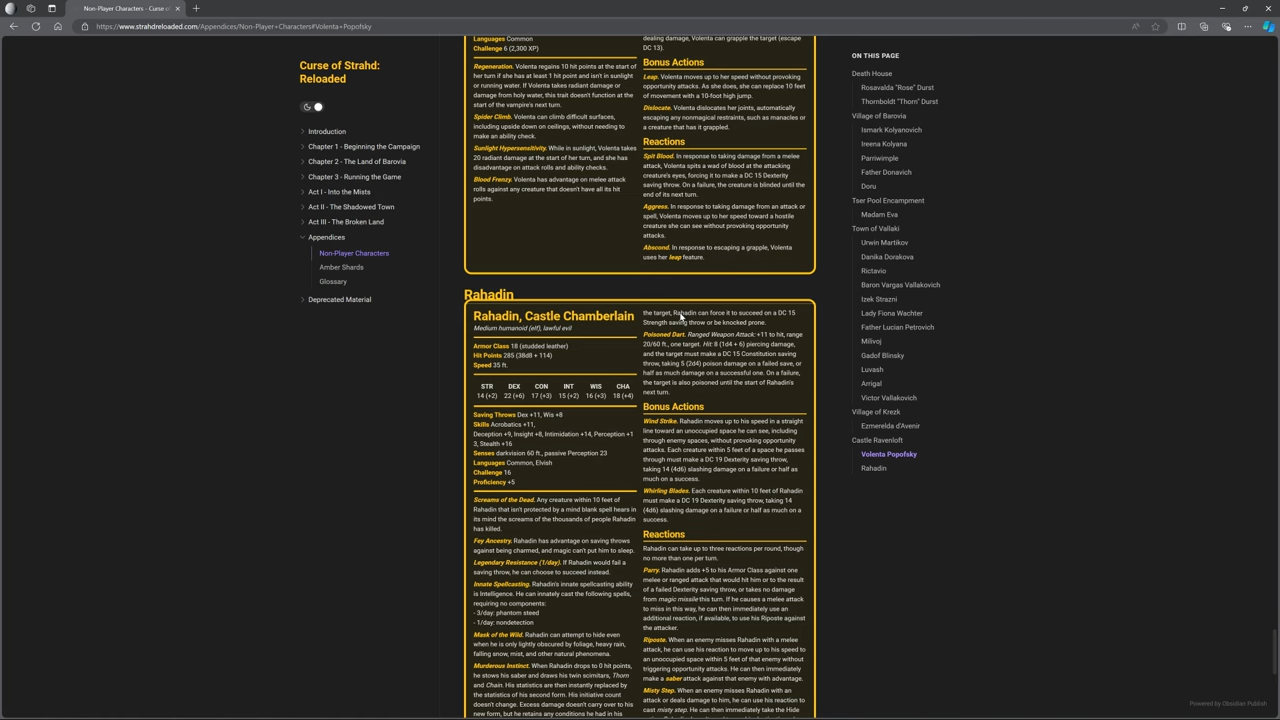 Non-Player Characters - Curse of
https://www.strahdreloaded.com/Appendices/Non-Player+Characters#Volenta+Popofsky
Curse of Strahd:
Reloaded
Introduction
Chapter 1 - Beginning the Campaign
Chapter 2 - The Land of Barovia
Chapter 3 - Running the Game
Act I - Into the Mists
Act II - The Shadowed Town
Act III - The Broken Land
Appendices
Non-Player Characters
Amber Shards
Glossary
Deprecated Material
Languages Common
Challenge 6 (2,300 XP)
Regeneration. Volenta regains 10 hit points at the start of
her turn if she has at least 1 hit point and isn't in sunlight
or running water. If Volenta takes radiant damage or
damage from holy water, this trait doesn't function at the
start of the vampire's next turn.
Spider Climb. Volenta can climb difficult surfaces,
including upside down on ceilings, without needing to
make an ability check.
Sunlight Hypersensitivity. While in sunlight, Volenta takes
20 radiant damage at the start of her turn, and she has
disadvantage on attack rolls and ability checks.
Blood Frenzy. Volenta has advantage on melee attack
rolls against any creature that doesn't have all its hit
points.
dealing damage, Volenta can grapple the target (escape
DC 13).
Bonus Actions
Leap. Volenta moves up to her speed without provoking
opportunity attacks. As she does, she can replace 10 feet
of movement with a 10-foot high jump.
Dislocate. Volenta dislocates her joints, automatically
escaping any nonmagical restraints, such as manacles or
a creature that has it grappled.
Reactions
Spit Blood. In response to taking damage from a melee
attack, Volenta spits a wad of blood at the attacking
creature's eyes, forcing it to make a DC 15 Dexterity
saving throw. On a failure, the creature is blinded until the
end of its next turn.
Aggress. In response to taking damage from an attack or
spell, Volenta moves up to her speed toward a hostile
creature she can see without provoking opportunity
attacks.
Abscond. In response to escaping a grapple, Volenta
uses her leap feature.
Rahadin
Rahadin, Castle Chamberlain
Medium humanoid (elf), lawful evil
Armor Class 18 (studded leather)
Hit Points 285 (38d8 + 114)
Speed 35 ft.
STR DEX CON INT WIS CHA
14 (+2) 22 (+6) 17 (+3) 15 (+2) 16 (+3) 18 (+4)
Saving Throws Dex +11, Wis +8
Skills Acrobatics +11,
Deception +9, Insight +8, Intimidation +14, Perception +1
3, Stealth +16
Senses darkvision 60 ft., passive Perception 23
Languages Common, Elvish
Challenge 16
Proficiency +5
Screams of the Dead. Any creature within 10 feet of
Rahadin that isn't protected by a mind blank spell hears in
its mind the screams of the thousands of people Rahadin
has killed.
Fey Ancestry. Rahadin has advantage on saving throws
against being charmed, and magic can't put him to sleep.
Legendary Resistance (1/day). If Rahadin would fail a
saving throw, he can choose to succeed instead.
Innate Spellcasting. Rahadin's innate spellcasting ability
is Intelligence. He can innately cast the following spells,
requiring no components:
- 3/day: phantom steed
- 1/day: nondetection
Mask of the Wild. Rahadin can attempt to hide even
when he is only lightly obscured by foliage, heavy rain,
falling snow, mist, and other natural phenomena.
Murderous Instinct. When Rahadin drops to 0 hit points,
he stows his saber and draws his twin scimitars, Thorn
and Chain. His statistics are then instantly replaced by
the statistics of his second form. His initiative count
doesn't change. Excess damage doesn't carry over to his
new form, but he retains any conditions he had in his
the target, Rahadin can force it to succeed on a DC 15
Strength saving throw or be knocked prone.
Poisoned Dart. Ranged Weapon Attack: +11 to hit, range
20/60 ft., one target. Hit: 8 (1d4 + 6) piercing damage,
and the target must make a DC 15 Constitution saving
throw, taking 5 (2d4) poison damage on a failed save, or
half as much damage on a successful one. On a failure,
the target is also poisoned until the start of Rahadin's
next turn.
Bonus Actions
Wind Strike. Rahadin moves up to his speed in a straight
line toward an unoccupied space he can see, including
through enemy spaces, without provoking opportunity
attacks. Each creature within 5 feet of a space he passes
through must make a DC 19 Dexterity saving throw,
taking 14 (4d6) slashing damage on a failure or half as
much on a success.
Whirling Blades. Each creature within 10 feet of Rahadin
must make a DC 19 Dexterity saving throw, taking 14
(4d6) slashing damage on a failure or half as much on a
success.
Reactions
Rahadin can take up to three reactions per round, though
no more than one per turn.
Parry. Rahadin adds +5 to his Armor Class against one
melee or ranged attack that would hit him or to the result
of a failed Dexterity saving throw, or takes no damage
from magic missile this turn. If he causes a melee attack
to miss in this way, he can then immediately use an
additional reaction, if available, to use his Riposte against
the attacker.
Riposte. When an enemy misses Rahadin with a melee
attack, he can use his reaction to move up to his speed to
an unoccupied space within 5 feet of that enemy without
triggering opportunity attacks. He can then immediately
make a saber attack against that enemy with advantage.
Misty Step. When an enemy misses Rahadin with an
attack or deals damage to him, he can use his reaction to
cast misty step. He can then immediately take the Hide
ON THIS PAGE
Death House
Rosavalda "Rose" Durst
Thornboldt "Thorn" Durst
Village of Barovia
Ismark Kolyanovich
Ireena Kolyana
Parriwimple
Father Donavich
Doru
Tser Pool Encampment
Madam Eva
Town of Vallaki
Urwin Martikov
Danika Dorakova
Rictavio
Baron Vargas Vallakovich
Izek Strazni
Lady Fiona Wachter
Father Lucian Petrovich
Milivoj
Gadof Blinsky
Luvash
Arrigal
Victor Vallakovich
Village of Krezk
Ezmerelda d'Avenir
Castle Ravenloft
Volenta Popofsky
Rahadin
Powered by Obsidian Publish